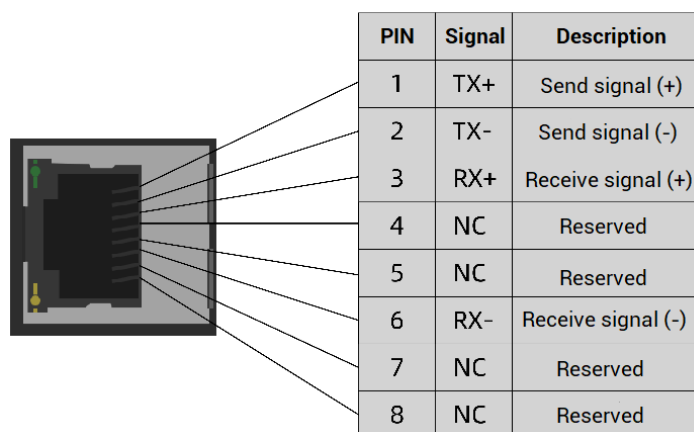 PIN Signal Description
1 TX+ Send signal (+)
2 TX- Send signal (-)
3 RX+ Receive signal (+)
4 NC Reserved
5 NC Reserved
6 RX- Receive signal (-)
7 NC Reserved
8 NC Reserved